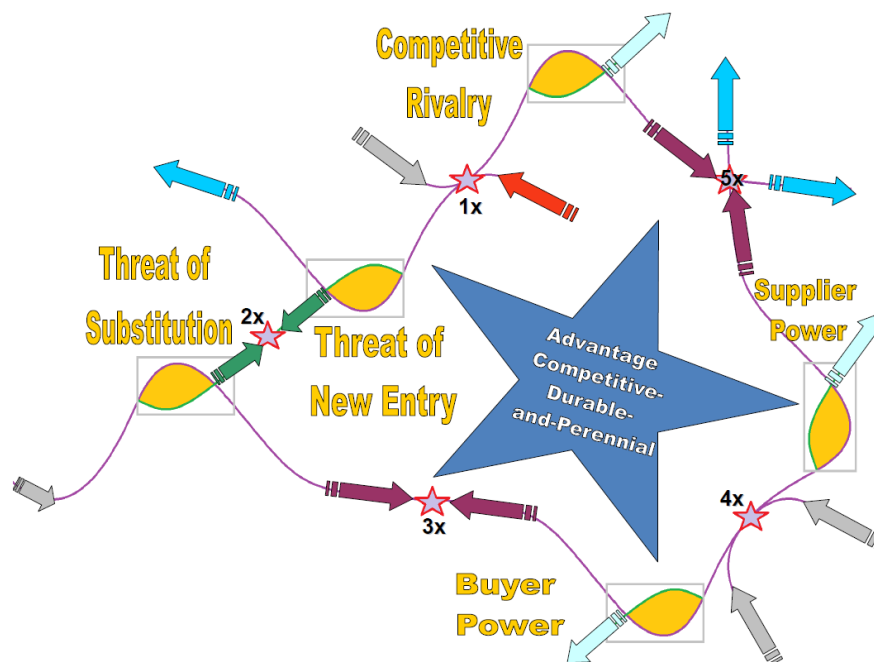 Competitive
Rivalry
1x
5x
Threat of
Substitution
2x
Threat of
New Entry
Supplier
Power
Advantage
Competitive-
Durable-
and-Perennial
3x
4x
Buyer
Power